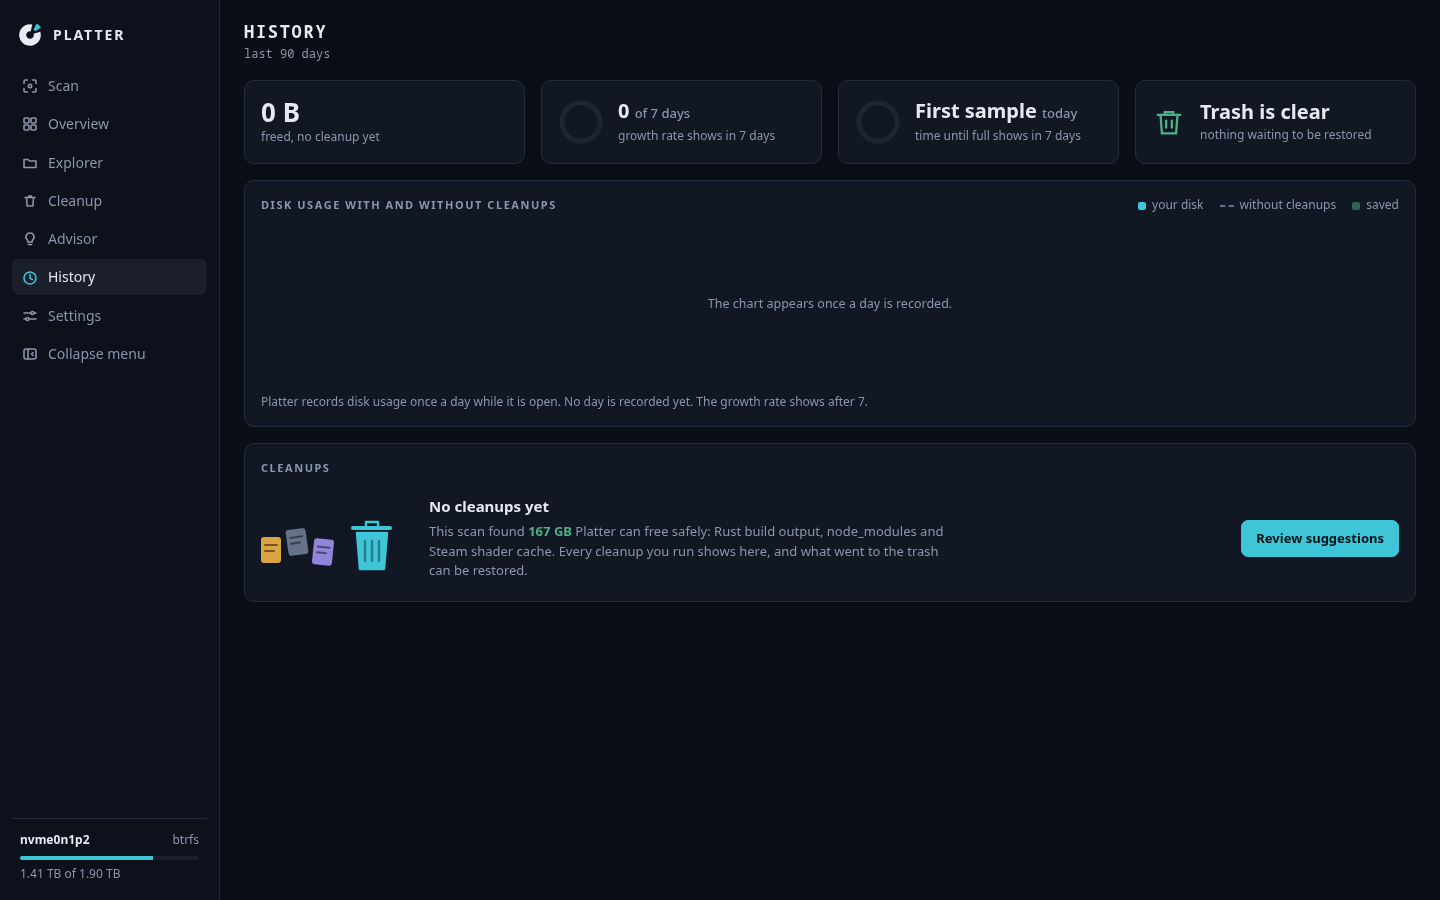 PLATTER
Scan
Overview
Explorer
Cleanup
Advisor
History
Settings
Collapse menu
nvme0n1p2 btrfs
1.41 TB of 1.90 TB
HISTORY
last 90 days
0 B
freed, no cleanup yet
0 of 7 days
growth rate shows in 7 days
First sample today
time until full shows in 7 days
Trash is clear
nothing waiting to be restored
DISK USAGE WITH AND WITHOUT CLEANUPS
your disk without cleanups saved
The chart appears once a day is recorded.
Platter records disk usage once a day while it is open. No day is recorded yet. The growth rate shows after 7.
CLEANUPS
No cleanups yet
This scan found 167 GB Platter can free safely: Rust build output, node_modules and
Steam shader cache. Every cleanup you run shows here, and what went to the trash
can be restored.
Review suggestions